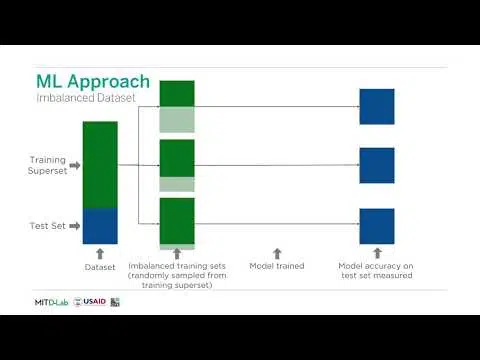 ML Approach
Imbalanced Dataset
Training
Superset
Test Set
Dataset
Imbalanced training sets
(randomly sampled from
training superset)
Model trained
Model accuracy on
test set measured
MIT D-Lab
USAID